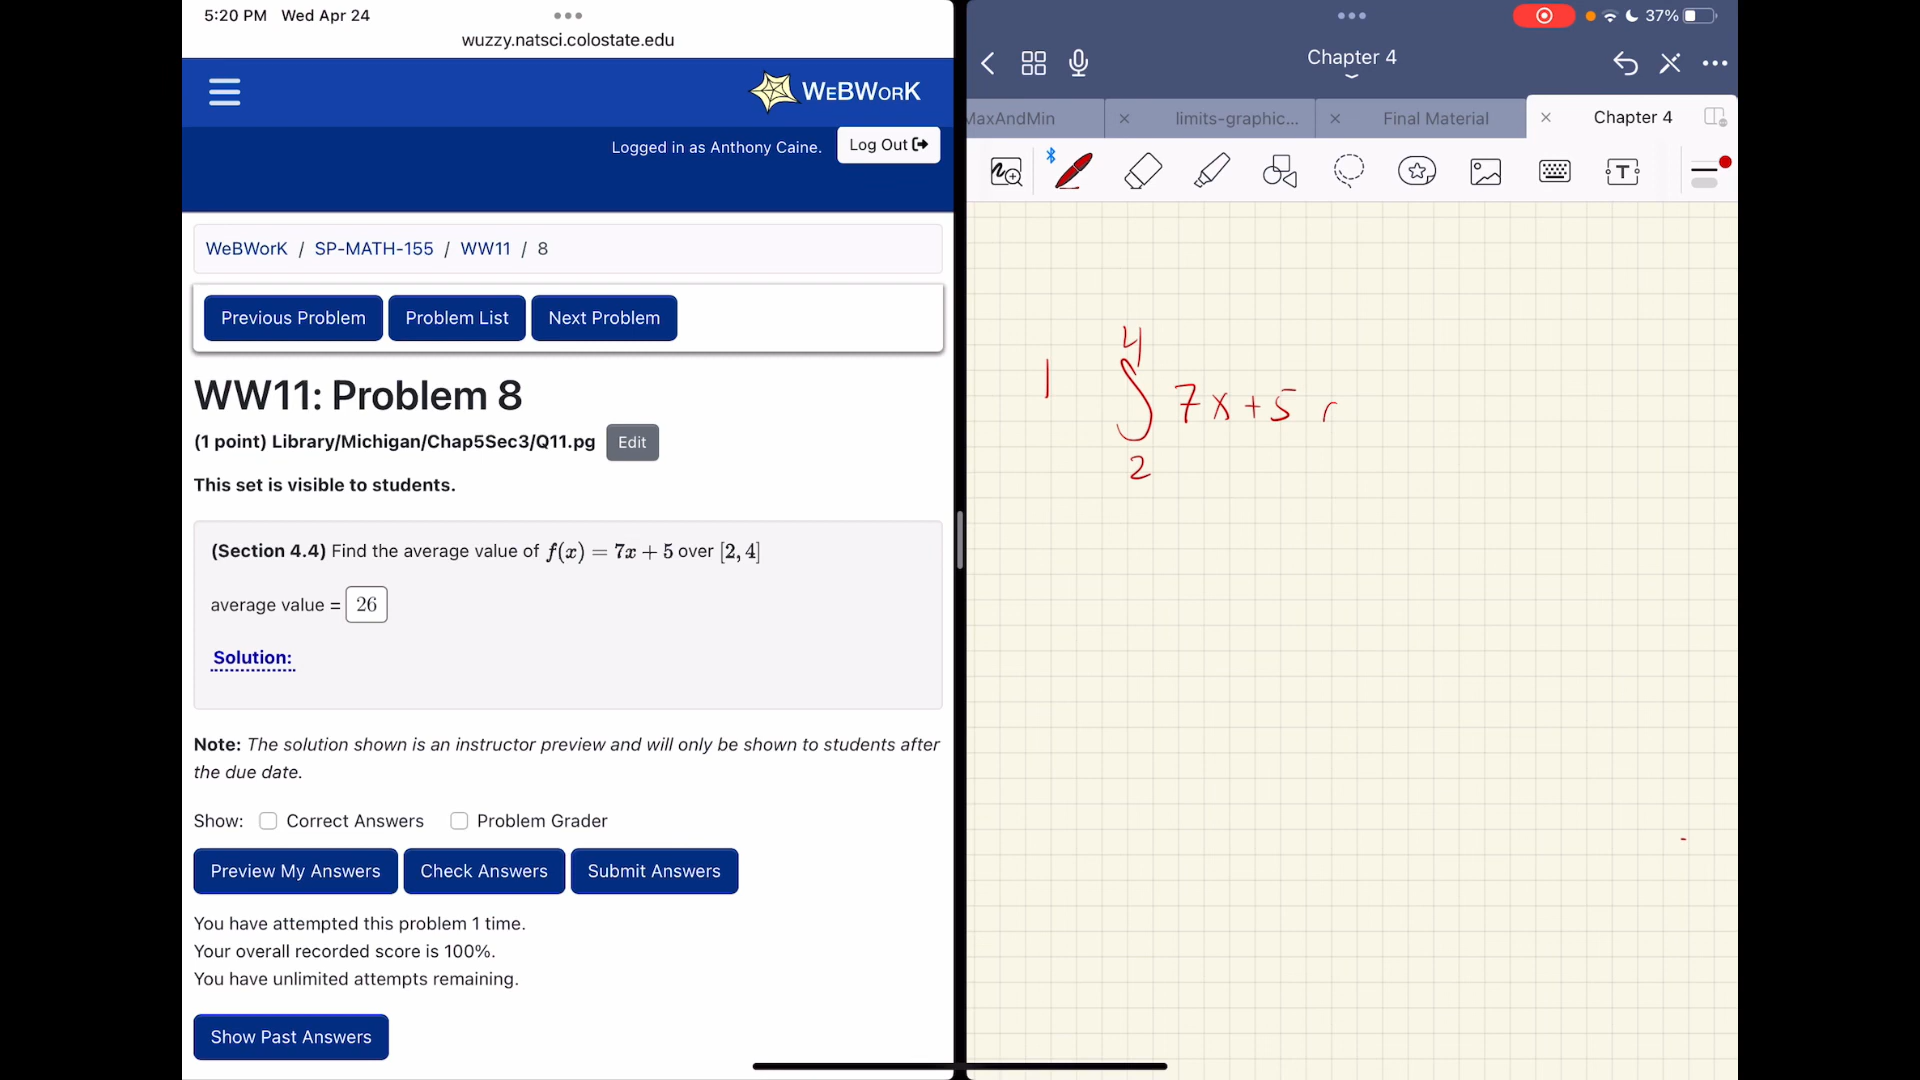 5:20 PM Wed Apr 24
wuzzy.natsci.colostate.edu
WeBWorK
Logged in as Anthony Caine.
Log Out
WeBWorK / SP-MATH-155 / WW11 / 8
Previous Problem
Problem List
Next Problem
WW11: Problem 8
(1 point) Library/Michigan/Chap5Sec3/Q11.pg
Edit
This set is visible to students.
(Section 4.4) Find the average value of f(x) = 7x + 5 over [2, 4]
average value = 26
Solution:
Note: The solution shown is an instructor preview and will only be shown to students after
the due date.
Show: Correct Answers Problem Grader
Preview My Answers
Check Answers
Submit Answers
You have attempted this problem 1 time.
Your overall recorded score is 100%.
You have unlimited attempts remaining.
Show Past Answers
37%
Chapter 4
MaxAndMin
limits-graphic...
Final Material
Chapter 4
4
1 ∫ 7x+5
2